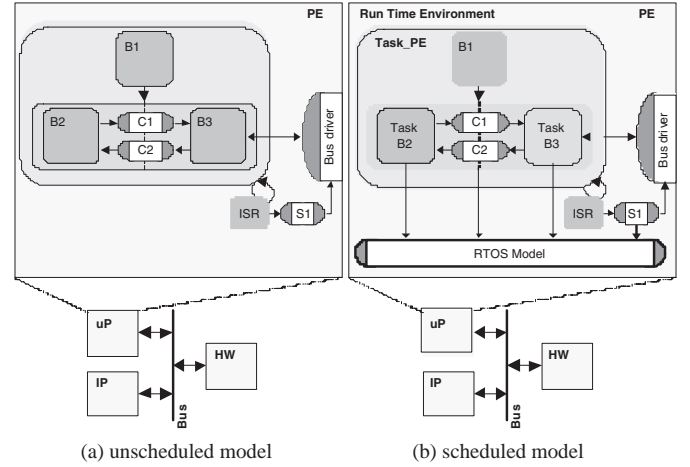 PE
B1
B2
C1
B3
C2
Bus driver
ISR
S1
uP
HW
IP
Bus
(a) unscheduled model
Run Time Environment
PE
Task_PE
B1
Task
B2
C1
Task
B3
C2
Bus driver
ISR
S1
RTOS Model
uP
HW
IP
Bus
(b) scheduled model